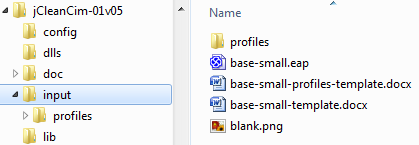 jCleanCim-01v05
config
dlls
doc
input
profiles
lib
Name
profiles
base-small.eap
base-small-profiles-template.docx
base-small-template.docx
blank.png